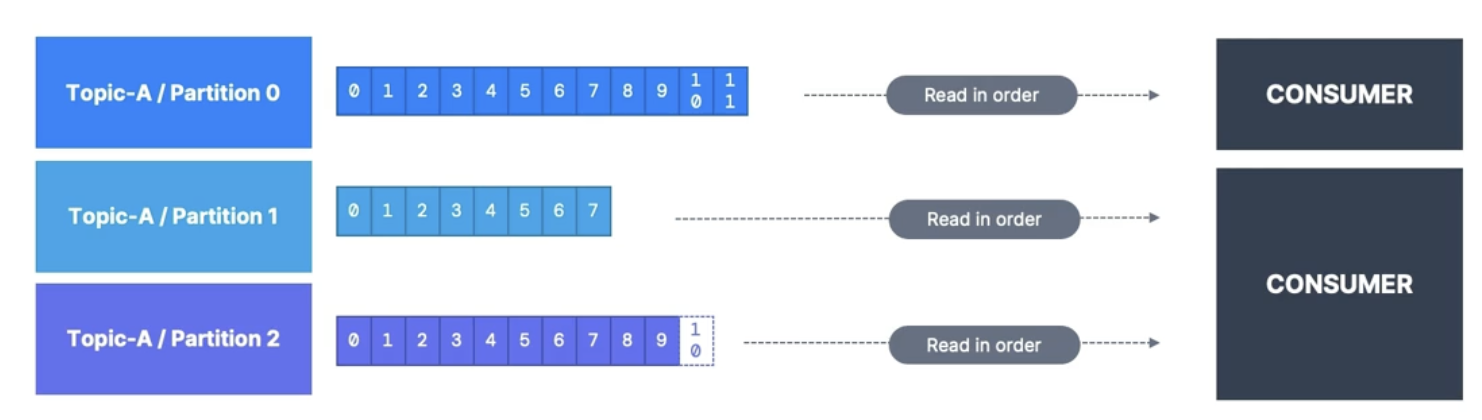 Topic-A / Partition 0
0 1 2 3 4 5 6 7 8 9 10 11
Read in order
CONSUMER
Topic-A / Partition 1
0 1 2 3 4 5 6 7
Read in order
Topic-A / Partition 2
0 1 2 3 4 5 6 7 8 9 10
Read in order
CONSUMER